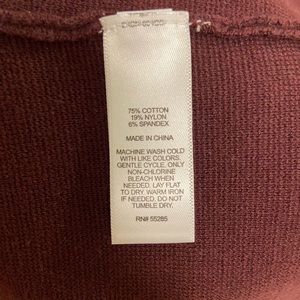 75% COTTON
19% NYLON
6% SPANDEX
MADE IN CHINA
MACHINE WASH COLD
WITH LIKE COLORS.
GENTLE CYCLE. ONLY
NON-CHLORINE
BLEACH WHEN
NEEDED. LAY FLAT
TO DRY. WARM IRON
IF NEEDED. DO NOT
TUMBLE DRY.
RN# 55285